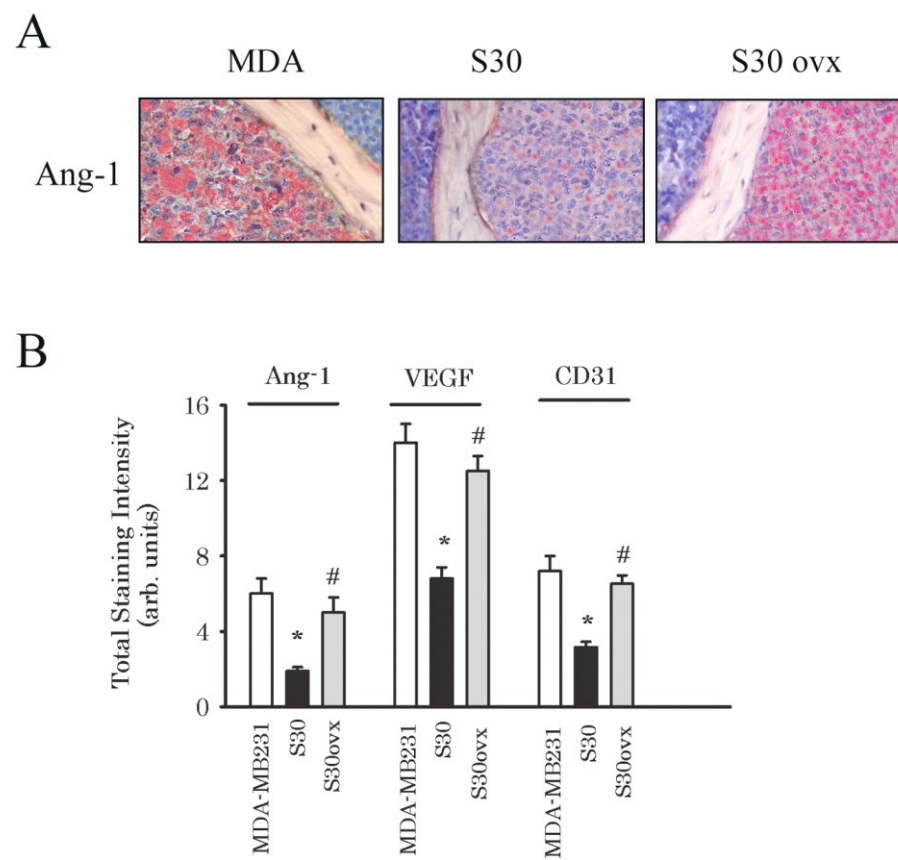 A
MDA S30 S30 ovx
Ang-1
B
Ang-1 VEGF CD31
Total Staining Intensity
(arb. units)
16
12
8
4
0
*
#
*
#
*
#
MDA-MB231
S30
S30ovx
MDA-MB231
S30
S30ovx
MDA-MB231
S30
S30ovx